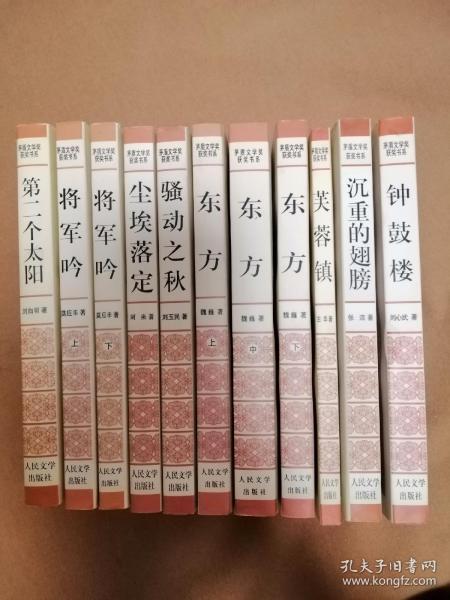 茅盾文学奖
获奖书系
第二个太阳
刘白羽 著
人民文学
出版社
茅盾文学奖
获奖书系
将军吟
莫应丰 著
上
人民文学
出版社
茅盾文学奖
获奖书系
将军吟
莫应丰 著
下
人民文学
出版社
茅盾文学奖
获奖书系
尘埃落定
阿来 著
人民文学
出版社
茅盾文学奖
获奖书系
骚动之秋
刘玉民 著
人民文学
出版社
茅盾文学奖
获奖书系
东方
魏巍 著
上
人民文学
出版社
茅盾文学奖
获奖书系
东方
魏巍 著
中
人民文学
出版社
茅盾文学奖
获奖书系
东方
魏巍 著
下
人民文学
出版社
茅盾文学奖
获奖书系
芙蓉镇
人民文学
出版社
茅盾文学奖
获奖书系
沉重的翅膀
张洁 著
人民文学
出版社
茅盾文学奖
获奖书系
钟鼓楼
刘心武 著
人民文学
出版社
孔夫子旧书网
www.kongfz.com